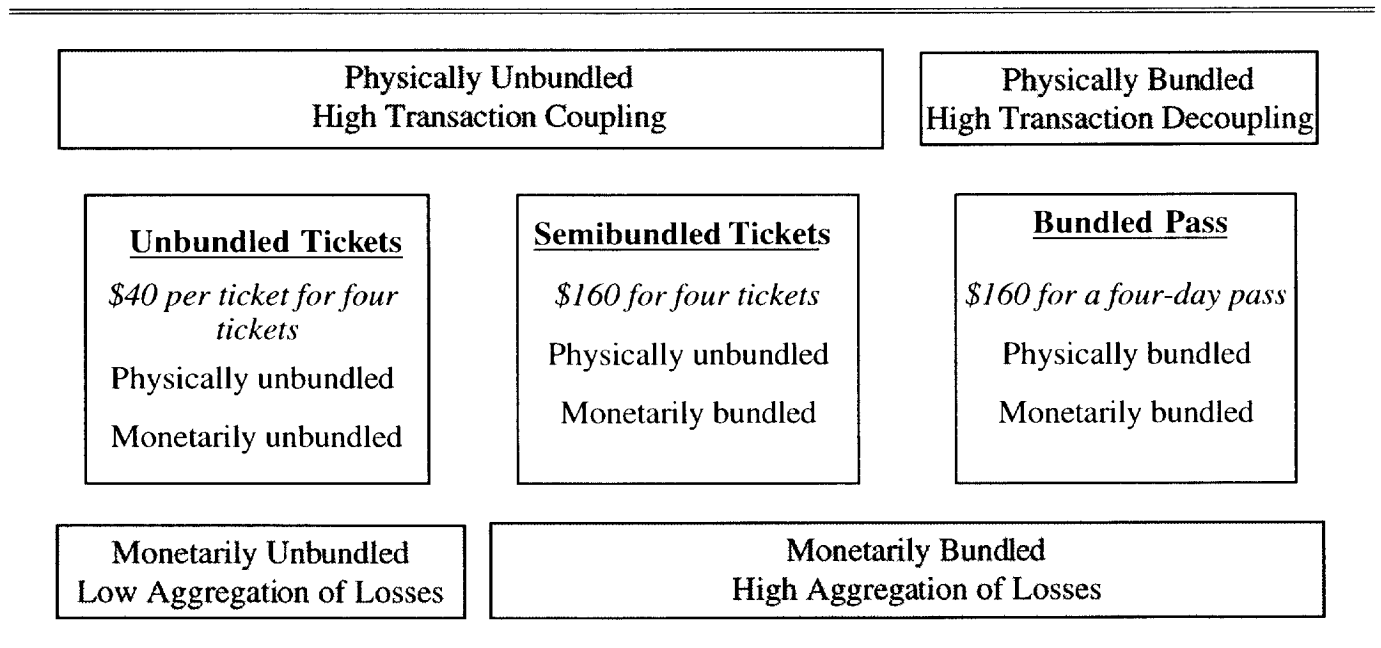 Physically Unbundled
High Transaction Coupling
Physically Bundled
High Transaction Decoupling
Unbundled Tickets
$40 per ticket for four
tickets
Physically unbundled
Monetarily unbundled
Semibundled Tickets
$160 for four tickets
Physically unbundled
Monetarily bundled
Bundled Pass
$160 for a four-day pass
Physically bundled
Monetarily bundled
Monetarily Unbundled
Low Aggregation of Losses
Monetarily Bundled
High Aggregation of Losses